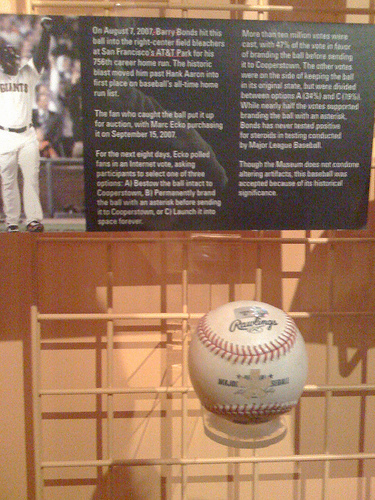 GIANTS
On August 7, 2007, Barry Bonds hit this
ball into the right-center field bleachers
at San Francisco's AT&T Park for his
756th career home run. The historic
blast moved him past Hank Aaron into
first place on baseball's all-time home
run list.
The fan who caught the ball put it up
for auction, with Marc Ecko purchasing
it on September 15, 2007.
For the next eight days, Ecko polled
fans in an Internet vote, asking
participants to select one of three
options: A) Bestow the ball intact to
Cooperstown, B) Permanently brand
the ball with an asterisk before sending
it to Cooperstown, or C) Launch it into
space forever.
More than ten million votes were
cast, with 47% of the vote in favor
of branding the ball before sending
it to Cooperstown. The other votes
were on the side of keeping the ball
in its original state, but were divided
between options A (34%) and C (19%).
While nearly half the votes supported
branding the ball with an asterisk,
Bonds has never tested positive
for steroids in testing conducted
by Major League Baseball.
Though the Museum does not condone
altering artifacts, this baseball was
accepted because of its historical
significance.
Rawlings